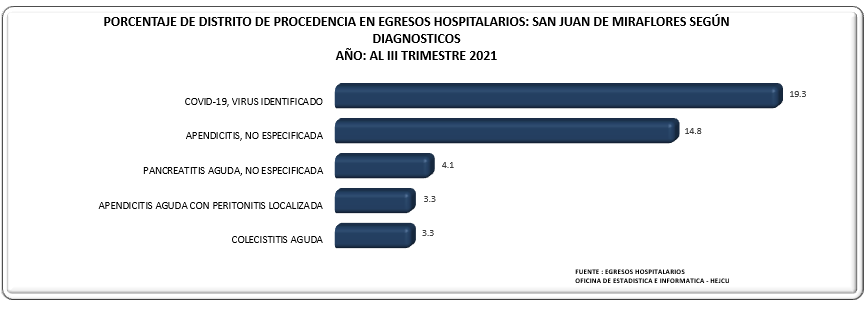 PORCENTAJE DE DISTRITO DE PROCEDENCIA EN EGRESOS HOSPITALARIOS: SAN JUAN DE MIRAFLORES SEGÚN
DIAGNOSTICOS
AÑO: AL III TRIMESTRE 2021
COVID-19, VIRUS IDENTIFICADO 19.3
APENDICITIS, NO ESPECIFICADA 14.8
PANCREATITIS AGUDA, NO ESPECIFICADA 4.1
APENDICITIS AGUDA CON PERITONITIS LOCALIZADA 3.3
COLECISTITIS AGUDA 3.3
FUENTE : EGRESOS HOSPITALARIOS
OFICINA DE ESTADISTICA E INFORMATICA - HEJCU